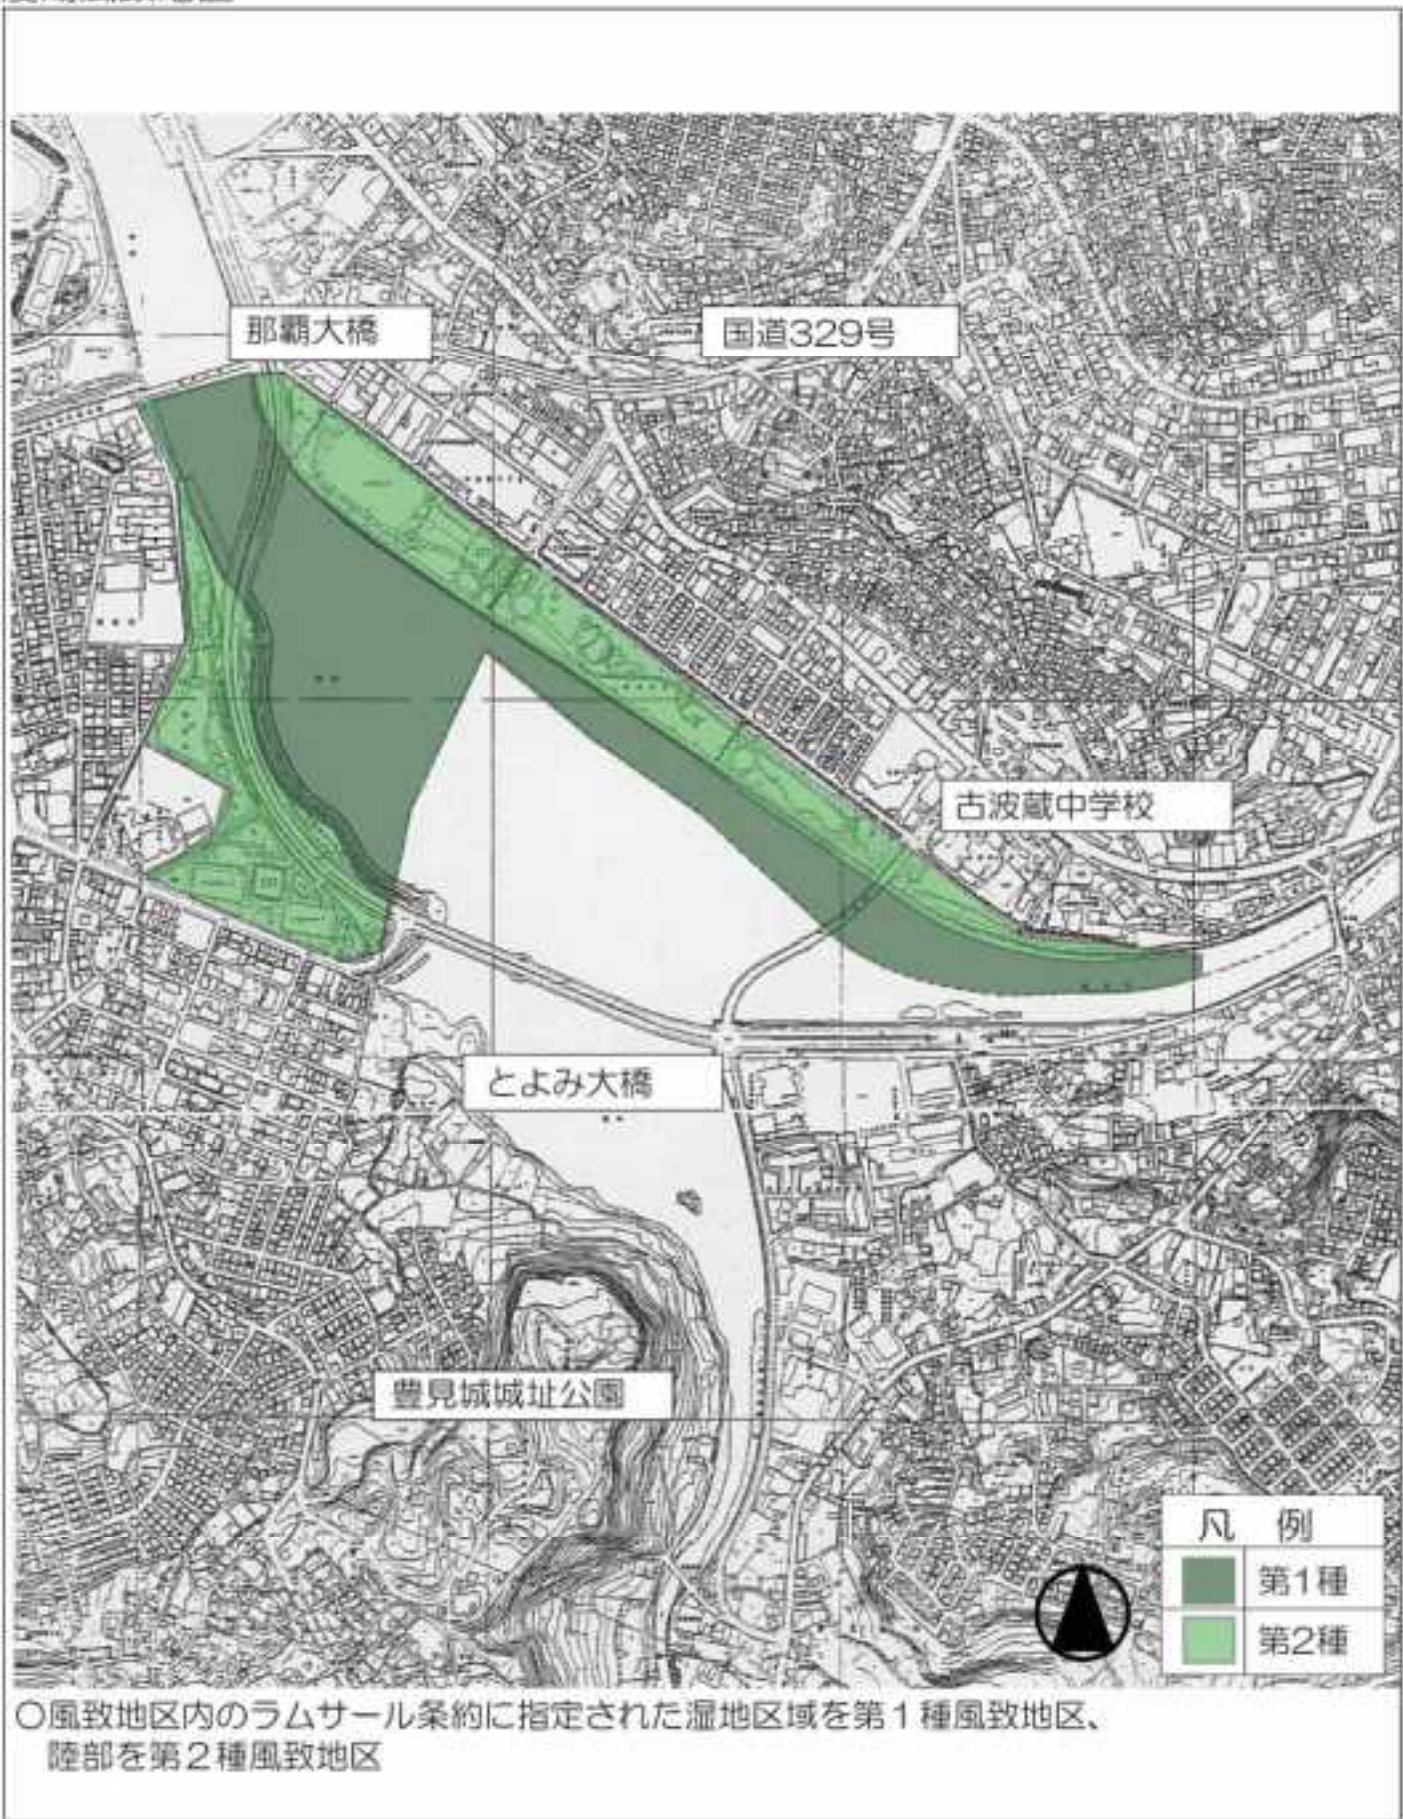 那覇大橋
国道329号
古波蔵中学校
とよみ大橋
豊見城城址公園
凡 例
第1種
第2種
○風致地区内のラムサール条約に指定された湿地区域を第1種風致地区、
陸部を第2種風致地区